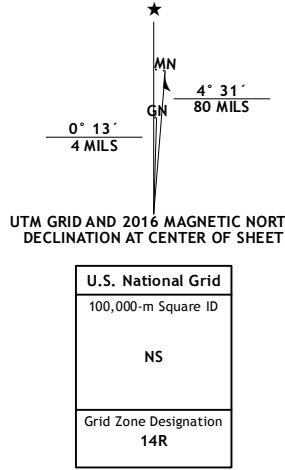 MN
GN
4° 31´
80 MILS
0° 13´
4 MILS
UTM GRID AND 2016 MAGNETIC NORT
DECLINATION AT CENTER OF SHEET
U.S. National Grid
100,000-m Square ID
NS
Grid Zone Designation
14R